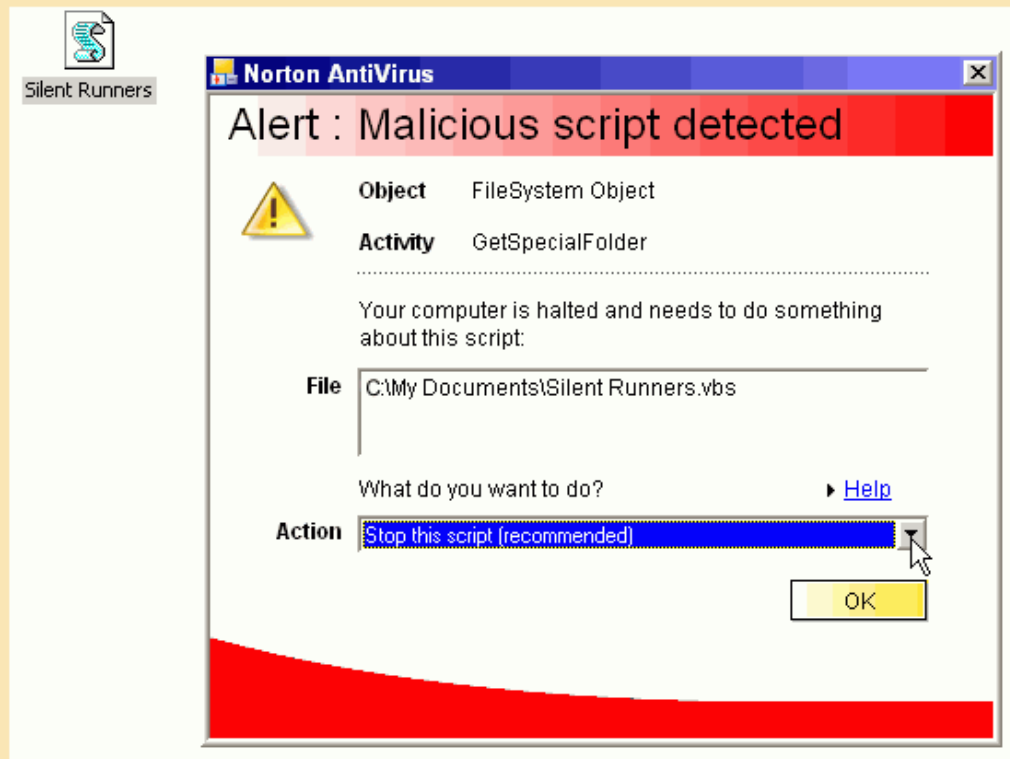 Silent Runners
Norton AntiVirus
Alert : Malicious script detected
Object FileSystem Object
Activity GetSpecialFolder
Your computer is halted and needs to do something
about this script:
File C:\My Documents\Silent Runners.vbs
What do you want to do? Help
Action Stop this script (recommended)
OK